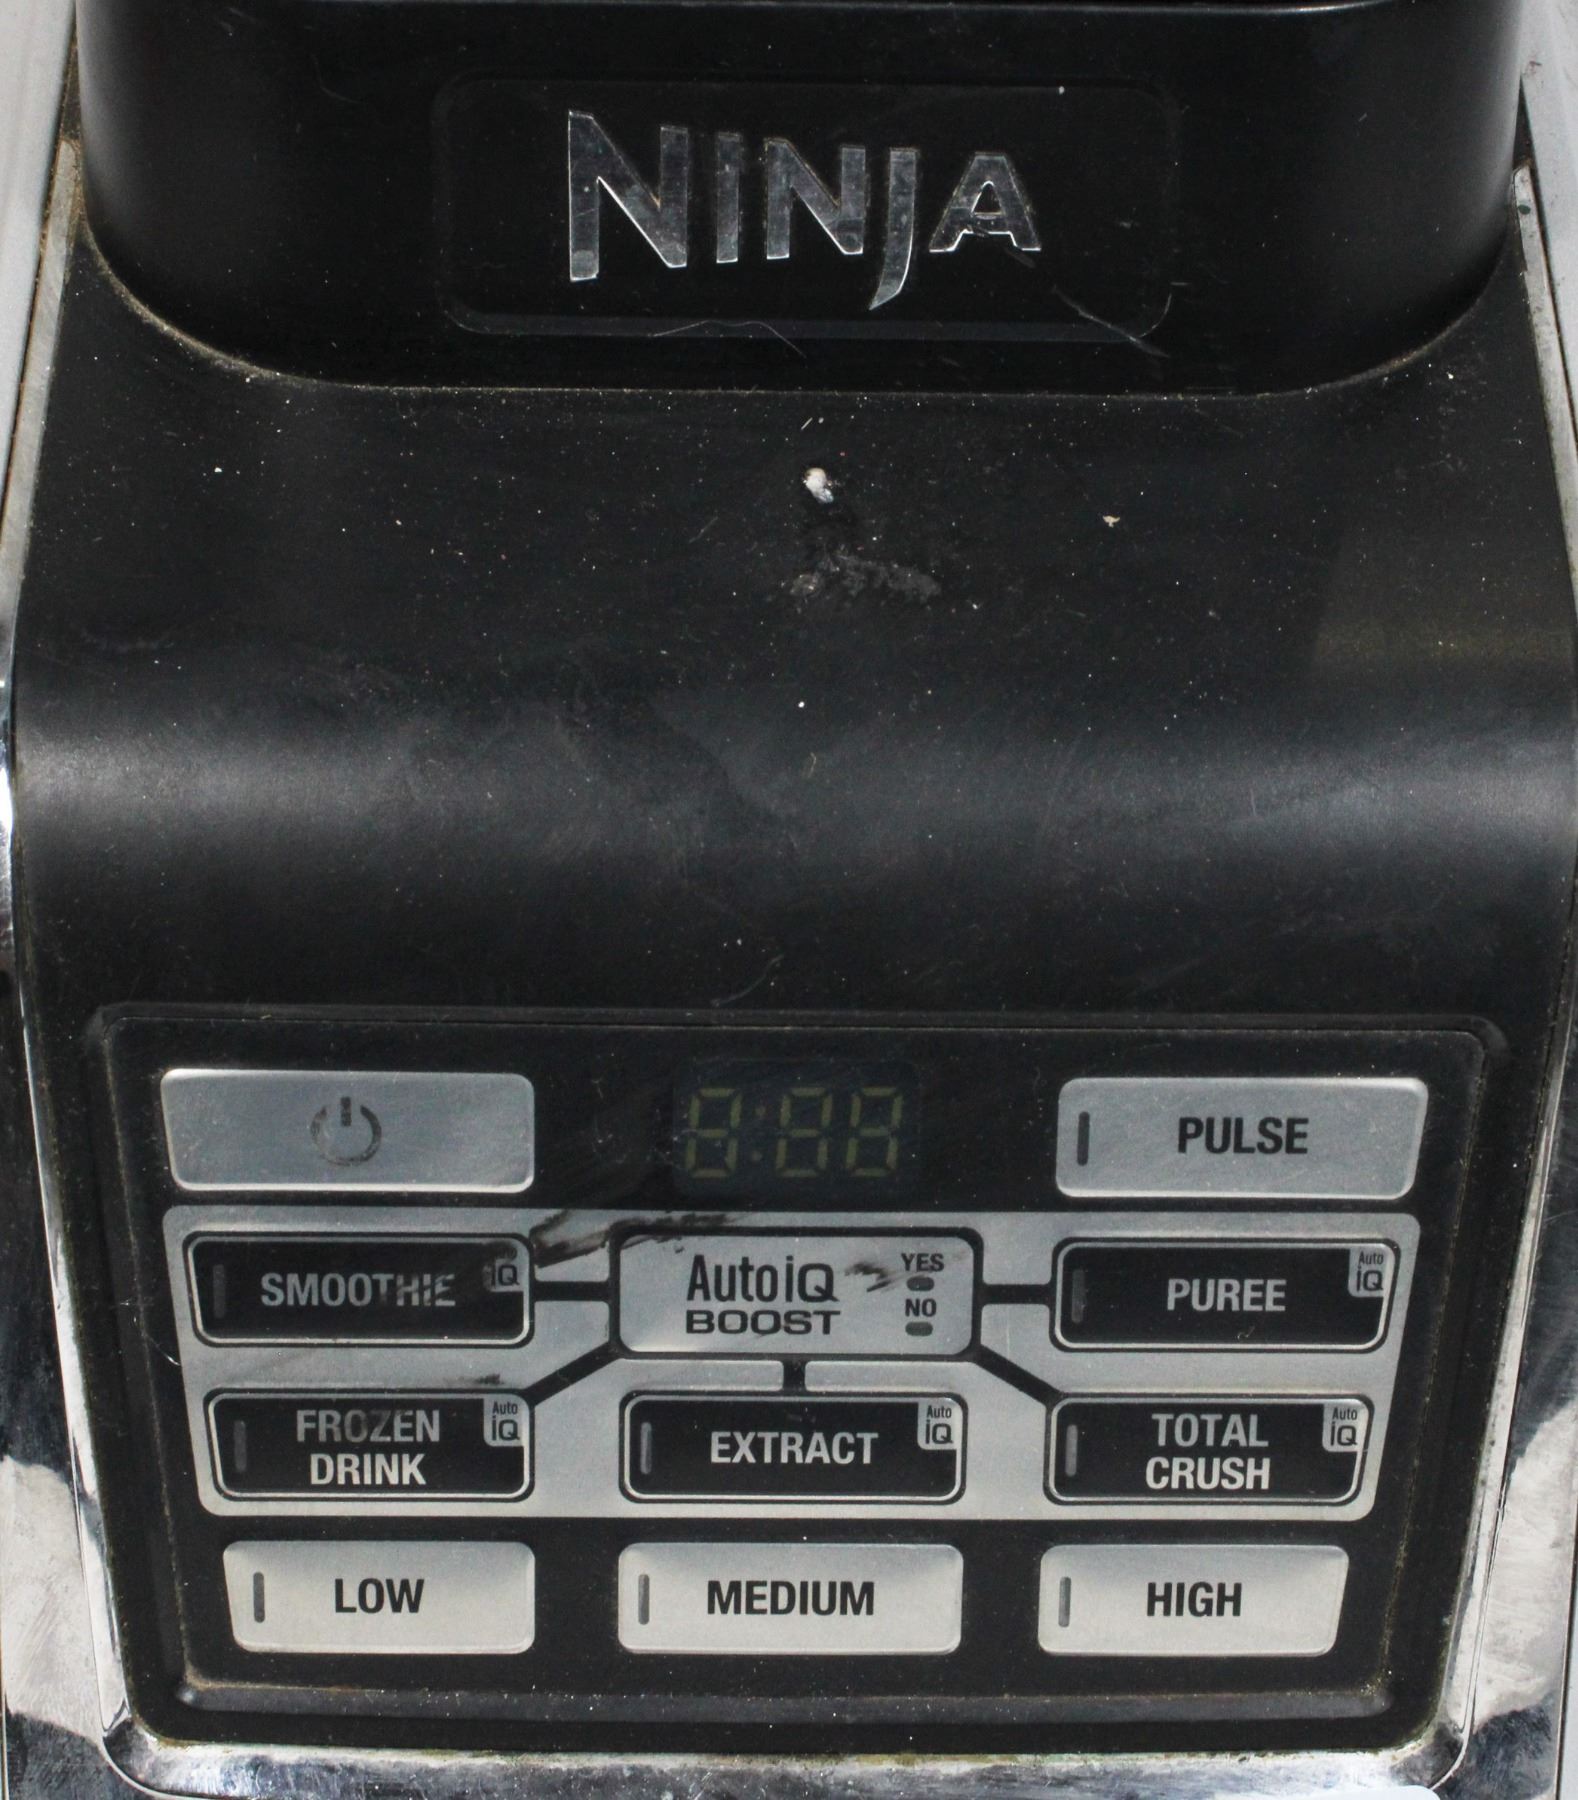 NINJA
8:88
PULSE
SMOOTHIE
iQ
Auto iQ
BOOST
YES
NO
PUREE
Auto
iQ
FROZEN
DRINK
Auto
iQ
EXTRACT
Auto
iQ
TOTAL
CRUSH
Auto
iQ
LOW
MEDIUM
HIGH